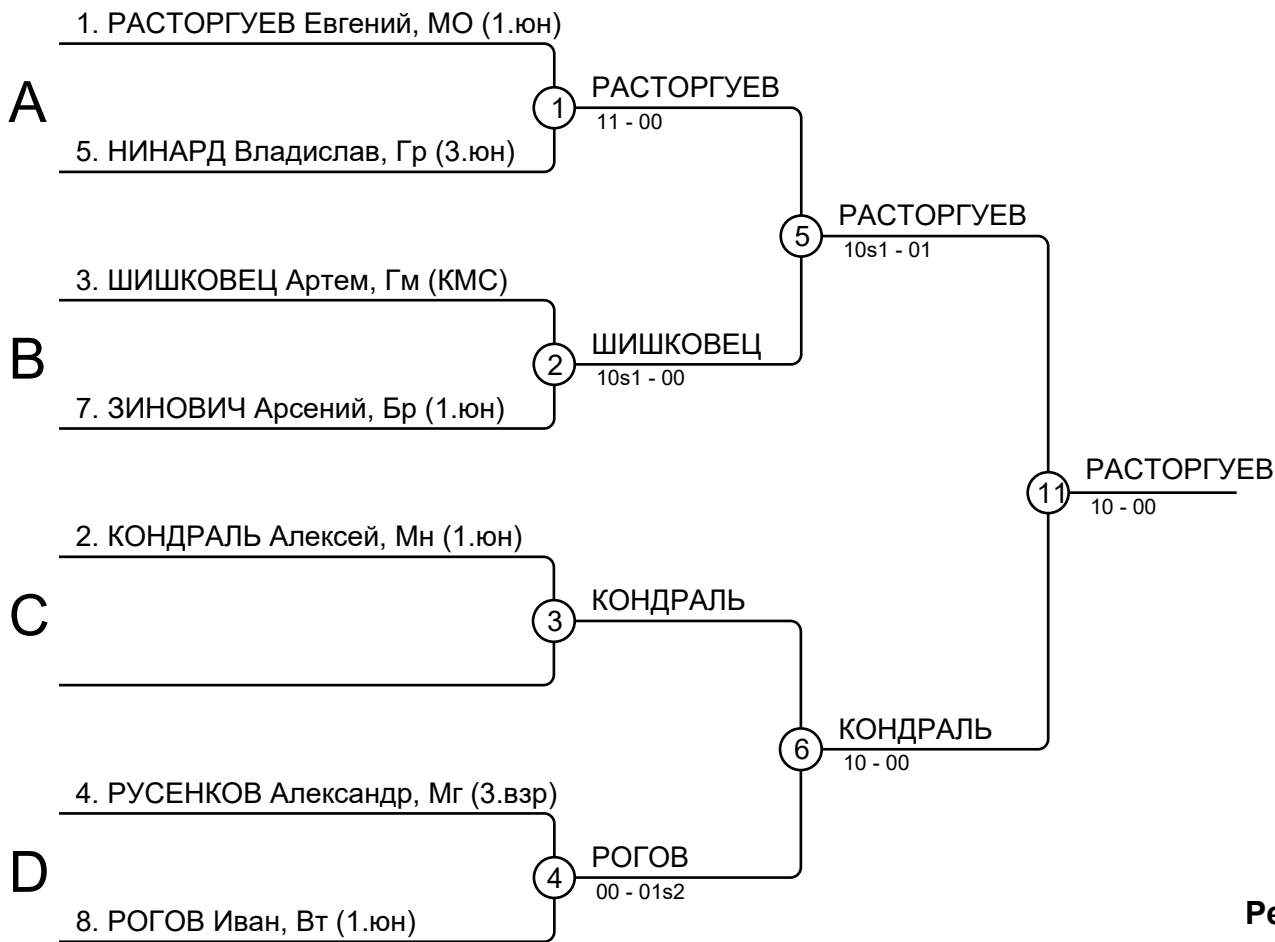 1. РАСТОРГУЕВ Евгений, МО (1.юн)
A
1
РАСТОРГУЕВ
11 - 00
5. НИНАРД Владислав, Гр (3.юн)
5
РАСТОРГУЕВ
10s1 - 01
3. ШИШКОВЕЦ Артем, Гм (КМС)
B
2
ШИШКОВЕЦ
10s1 - 00
7. ЗИНОВИЧ Арсений, Бр (1.юн)
11
РАСТОРГУЕВ
10 - 00
2. КОНДРАЛЬ Алексей, Мн (1.юн)
C
3
КОНДРАЛЬ
6
КОНДРАЛЬ
10 - 00
4. РУСЕНКОВ Александр, Мг (3.взр)
D
4
РОГОВ
00 - 01s2
8. РОГОВ Иван, Вт (1.юн)
Ре